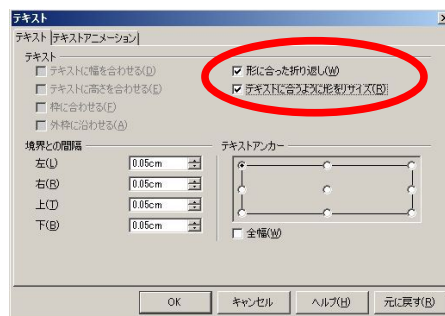 テキスト
テキスト テキストアニメーション
テキスト
テキストに幅を合わせる(D)
形に合った折り返し(W)
テキストに高さを合わせる(E)
テキストに合うように形をリサイズ(R)
枠に合わせる(F)
外枠に沿わせる(A)
境界との間隔
テキストアンカー
左(L) 0.05cm
右(R) 0.05cm
上(T) 0.05cm
下(B) 0.05cm
全幅(W)
OK キャンセル ヘルプ(H) 元に戻す(R)